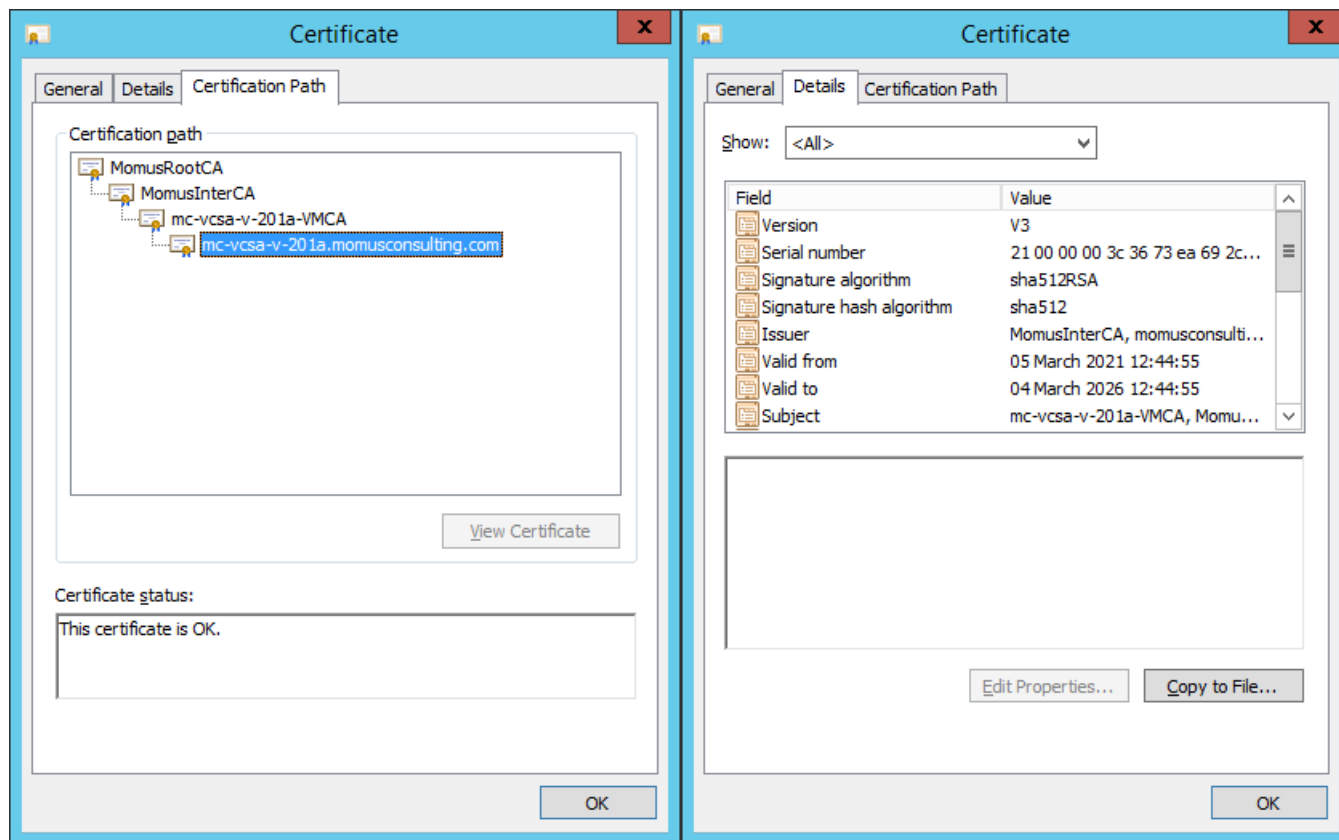 Certificate
x
General Details Certification Path
Certification path
MomusRootCA
MomusInterCA
mc-vcsa-v-201a-VMCA
mc-vcsa-v-201a.momusconsulting.com
View Certificate
Certificate status:
This certificate is OK.
OK
Certificate
x
General Details Certification Path
Show: <All>
Field Value
Version V3
Serial number 21 00 00 00 3c 36 73 ea 69 2c...
Signature algorithm sha512RSA
Signature hash algorithm sha512
Issuer MomusInterCA, momusconsulti...
Valid from 05 March 2021 12:44:55
Valid to 04 March 2026 12:44:55
Subject mc-vcsa-v-201a-VMCA, Momu...
Edit Properties... Copy to File...
OK